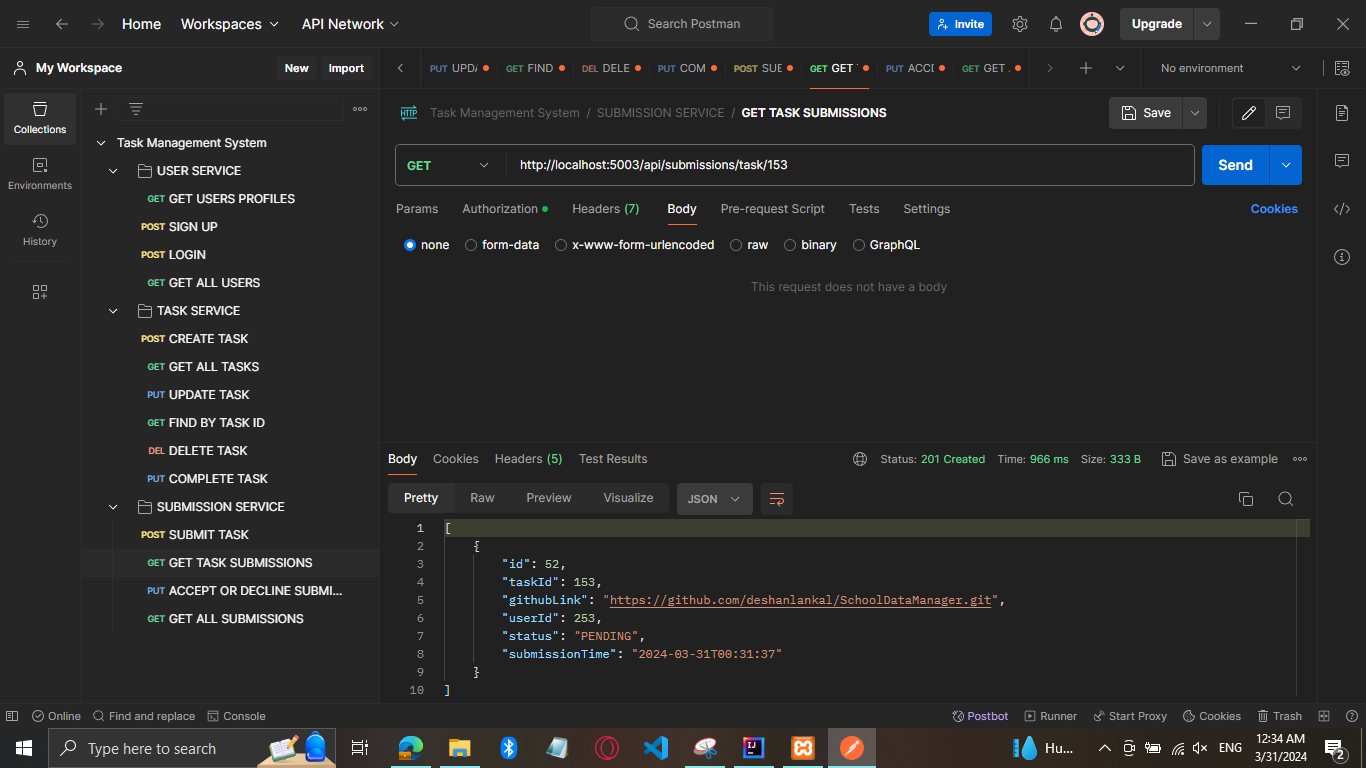 Home Workspaces API Network Search Postman Invite Upgrade
My Workspace New Import PUT UPD GET FIND DEL DELE PUT COM POST SUB GET PUT ACC GET No environment
Collections
Environments
History
Task Management System
USER SERVICE
GET GET USERS PROFILES
POST SIGN UP
POST LOGIN
GET GET ALL USERS
TASK SERVICE
POST CREATE TASK
GET GET ALL TASKS
PUT UPDATE TASK
GET FIND BY TASK ID
DEL DELETE TASK
PUT COMPLETE TASK
SUBMISSION SERVICE
POST SUBMIT TASK
GET GET TASK SUBMISSIONS
PUT ACCEPT OR DECLINE SUBMI...
GET GET ALL SUBMISSIONS
HTTP Task Management System / SUBMISSION SERVICE / GET TASK SUBMISSIONS Save
GET http://localhost:5003/api/submissions/task/153 Send
Params Authorization Headers (7) Body Pre-request Script Tests Settings Cookies
none form-data x-www-form-urlencoded raw binary GraphQL
This request does not have a body
Body Cookies Headers (5) Test Results Status: 201 Created Time: 966 ms Size: 333 B Save as example
Pretty Raw Preview Visualize JSON
1 [
2 {
3 "id": 52,
4 "taskId": 153,
5 "githubLink": "https://github.com/deshanlankal/SchoolDataManager.git",
6 "userId": 253,
7 "status": "PENDING",
8 "submissionTime": "2024-03-31T00:31:37"
9 }
10 ]
Online Find and replace Console Postbot Runner Start Proxy Cookies Trash
Type here to search Hu... ENG 12:34 AM
3/31/2024 2